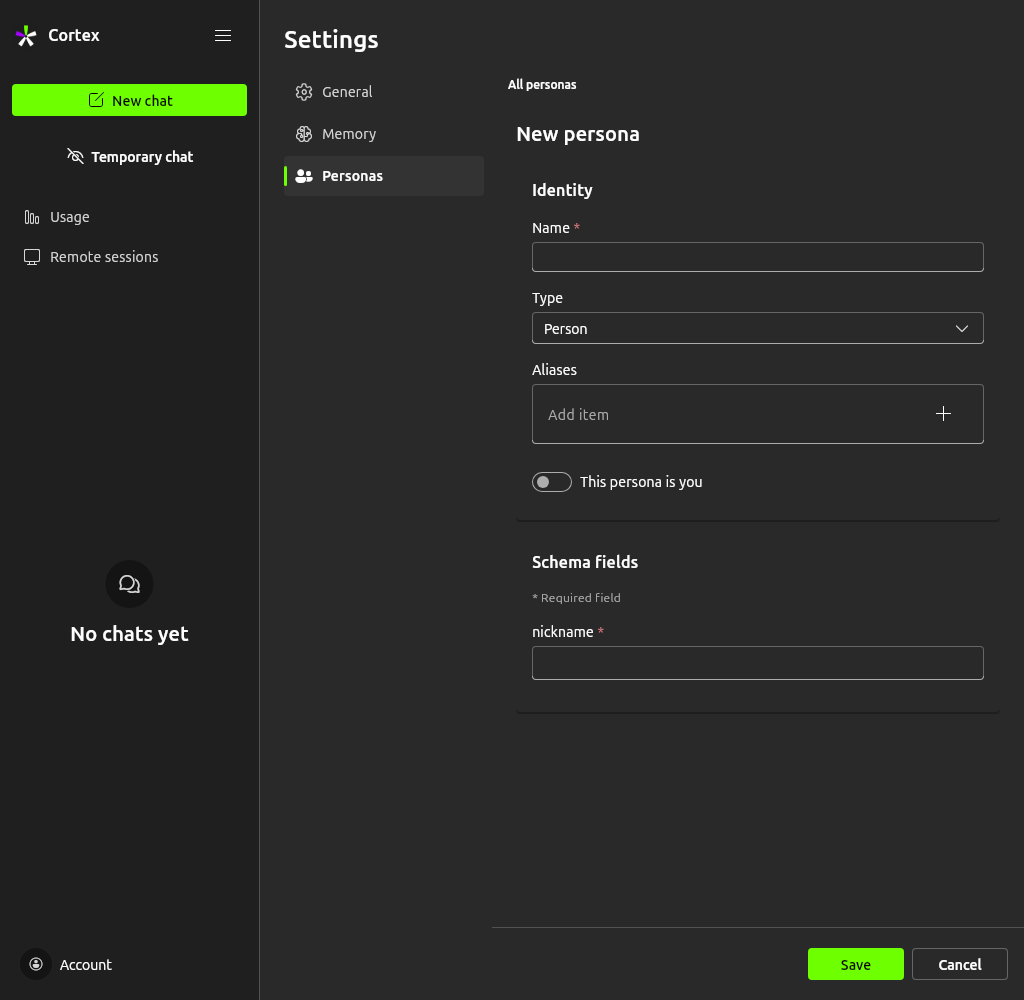 Cortex
New chat
Temporary chat
Usage
Remote sessions
No chats yet
Account
Settings
General
Memory
Personas
All personas
New persona
Identity
Name *
Type
Person
Aliases
Add item
This persona is you
Schema fields
* Required field
nickname *
Save
Cancel